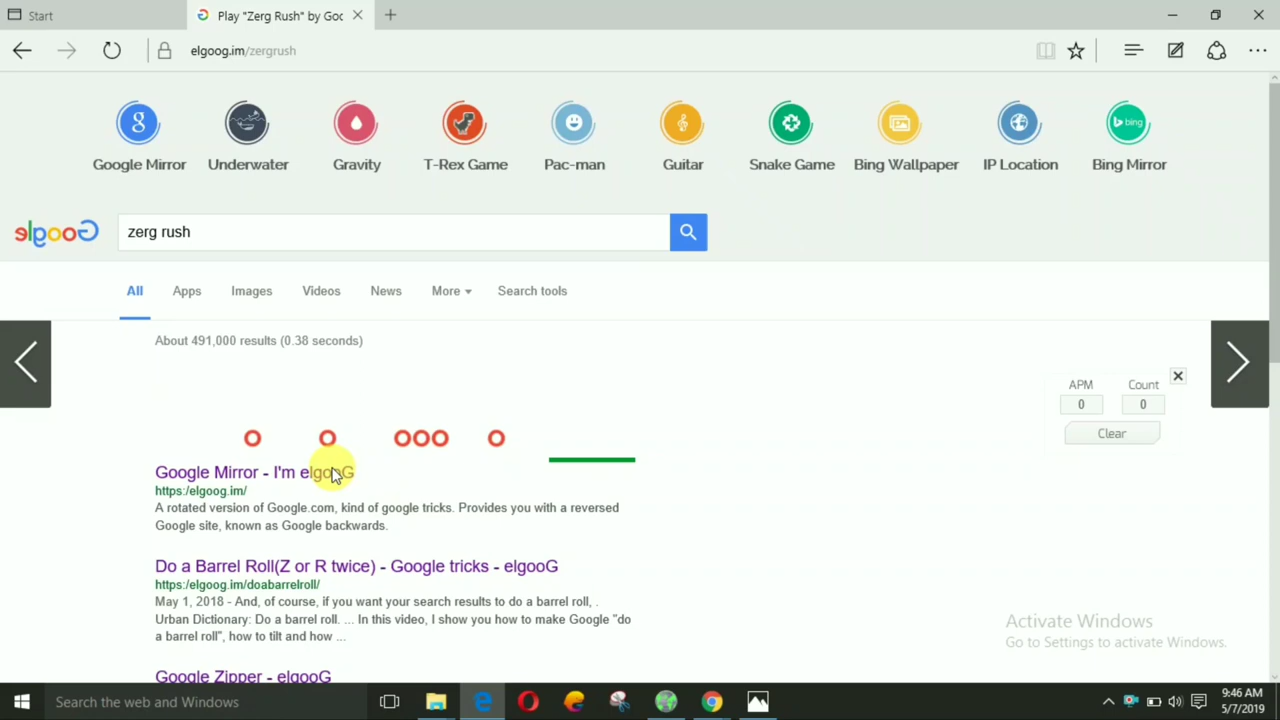 Start
Play "Zerg Rush" by Goo
elgoog.im/zergrush
bing
Google Mirror
Underwater
Gravity
T-Rex Game
Pac-man
Guitar
Snake Game
Bing Wallpaper
IP Location
Bing Mirror
elgooG
zerg rush
All
Apps
Images
Videos
News
More
Search tools
About 491,000 results (0.38 seconds)
APM
Count
0
0
Clear
Google Mirror - I'm elgooG
https:/elgoog.im/
A rotated version of Google.com, kind of google tricks. Provides you with a reversed
Google site, known as Google backwards.
Do a Barrel Roll(Z or R twice) - Google tricks - elgooG
https:/elgoog.im/doabarrelroll/
May 1, 2018 - And, of course, if you want your search results to do a barrel roll, .
Urban Dictionary: Do a barrel roll. ... In this video, I show you how to make Google "do
a barrel roll", how to tilt and how ...
Google Zipper - elgooG
Activate Windows
Go to Settings to activate Windows.
Search the web and Windows
9:46 AM
5/7/2019